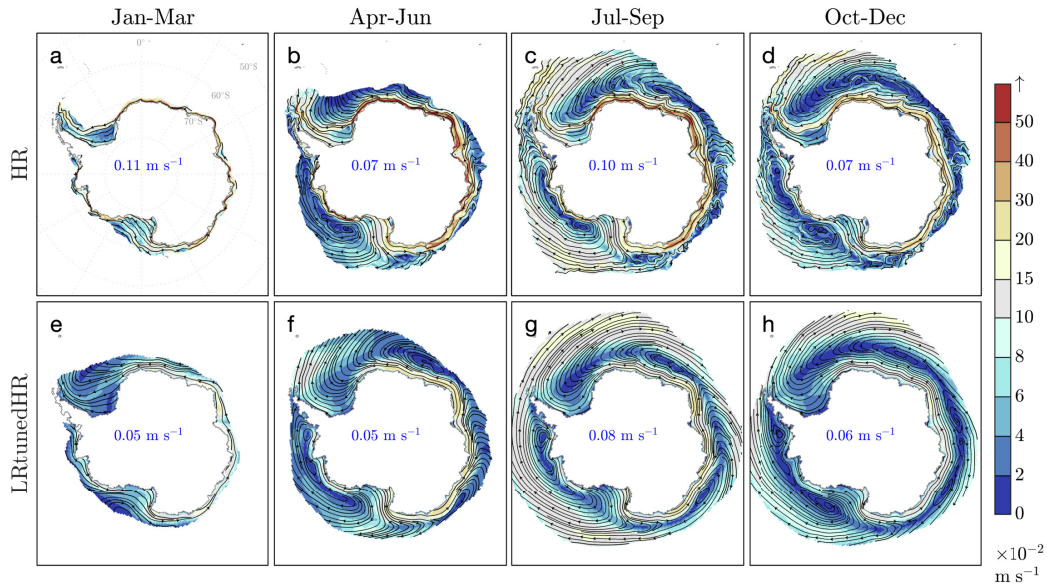 Jan-Mar Apr-Jun Jul-Sep Oct-Dec
HR
a
0°
50°S
60°S
70°S
0.11 m s⁻¹
b
0.07 m s⁻¹
c
0.10 m s⁻¹
d
0.07 m s⁻¹
LRtunedHR
e
0.05 m s⁻¹
f
0.05 m s⁻¹
g
0.08 m s⁻¹
h
0.06 m s⁻¹
↑
50
40
30
20
15
10
8
6
4
2
0
×10⁻²
m s⁻¹